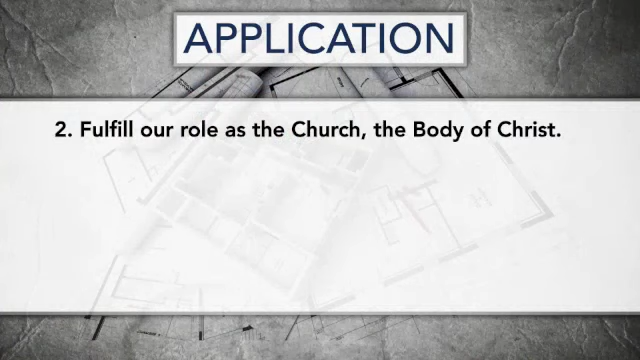 APPLICATION
2. Fulfill our role as the Church, the Body of Christ.